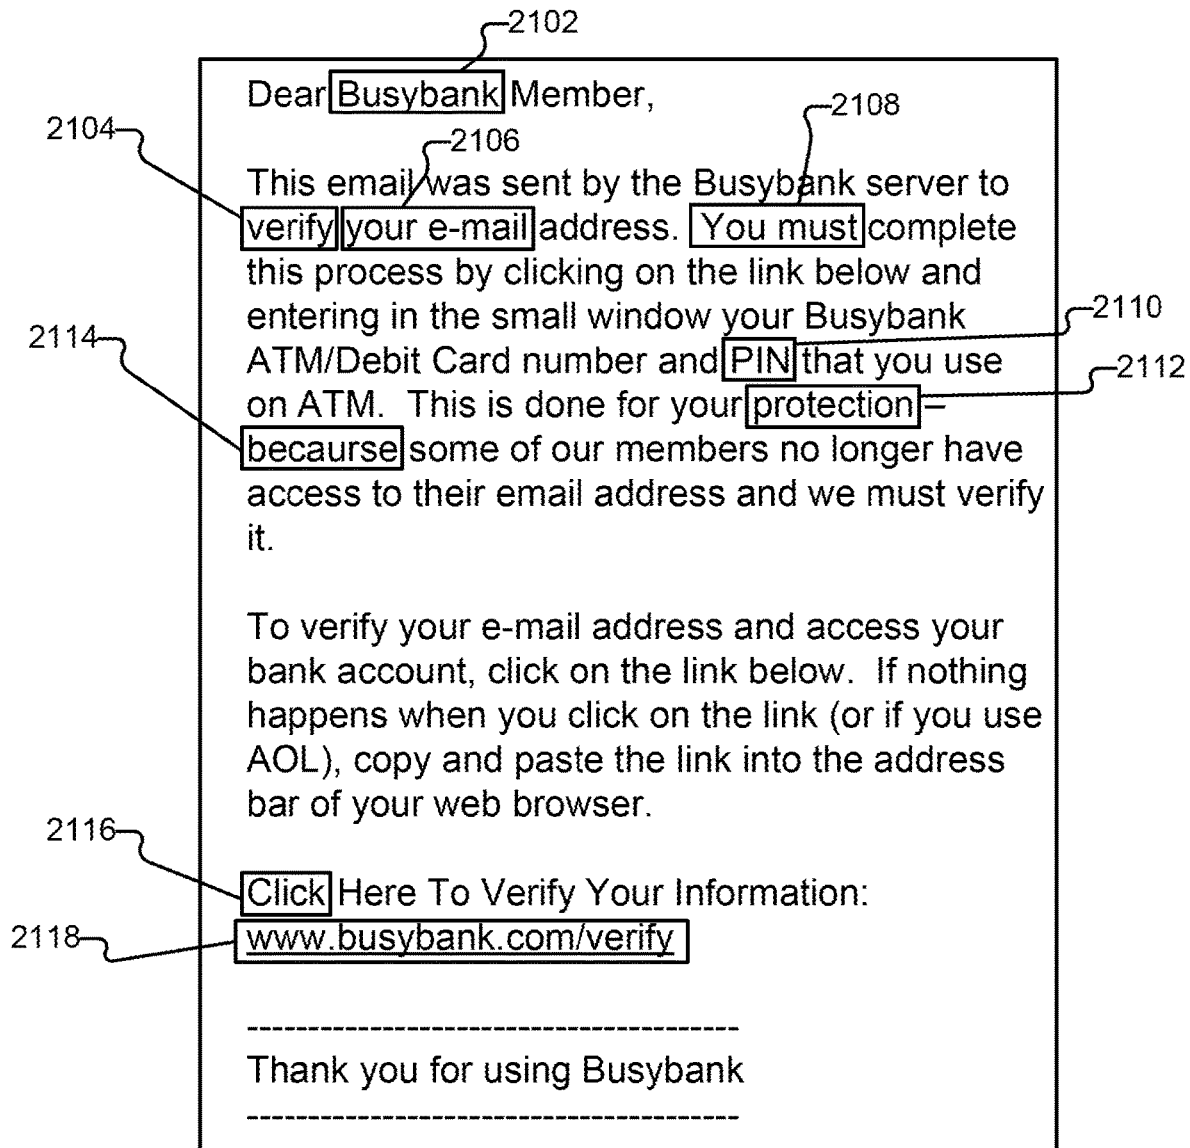 2102
Dear Busybank Member,
2108
2104
2106
This email was sent by the Busybank server to
verify your e-mail address. You must complete
this process by clicking on the link below and
entering in the small window your Busybank
2110
2114
ATM/Debit Card number and PIN that you use
2112
on ATM. This is done for your protection –
becaurse some of our members no longer have
access to their email address and we must verify
it.
To verify your e-mail address and access your
bank account, click on the link below. If nothing
happens when you click on the link (or if you use
AOL), copy and paste the link into the address
bar of your web browser.
2116
Click Here To Verify Your Information:
2118
www.busybank.com/verify
----------------------------------------
Thank you for using Busybank
----------------------------------------